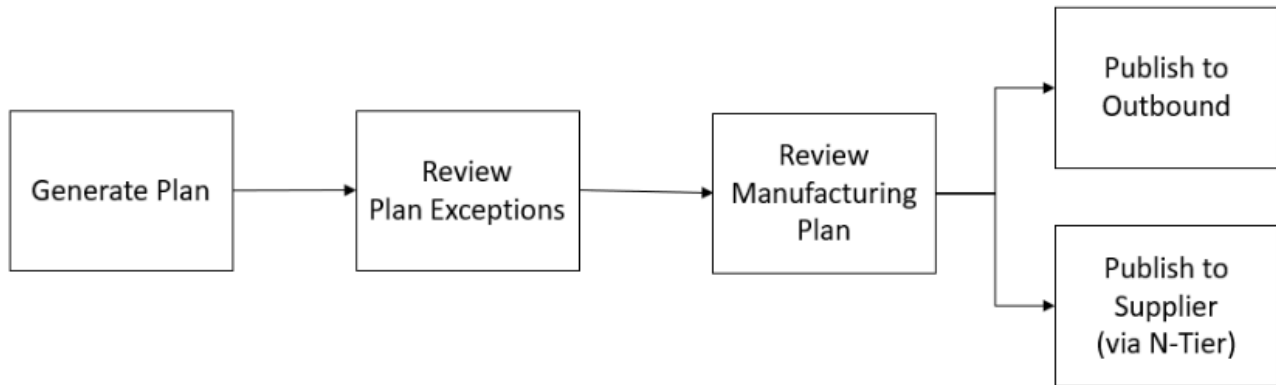 Generate Plan
Review
Plan Exceptions
Review
Manufacturing
Plan
Publish to
Outbound
Publish to
Supplier
(via N-Tier)